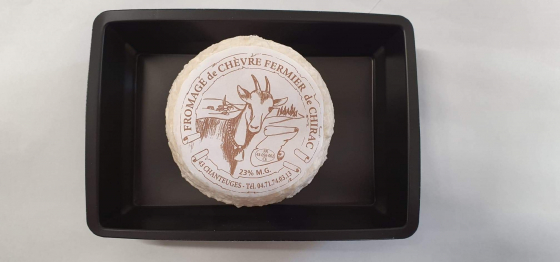 FROMAGE de CHÈVRE FERMIER de CHIRAC
23% M.G.
43 CHANTEUGES - Tél. 04.71.74.03.13